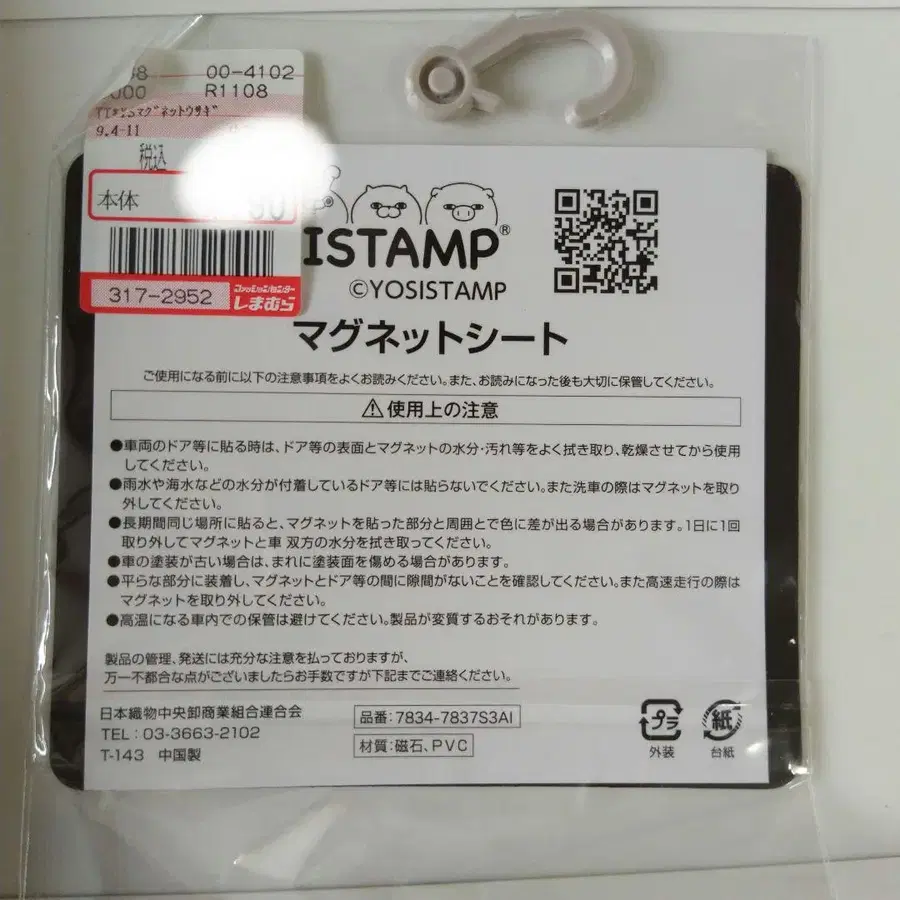 00-4102
R1108
9.4-11
税込
本体
90
317-2952
ファッションセンター
しまむら
ISTAMP®
©YOSISTAMP
マグネットシート
ご使用になる前に以下の注意事項をよくお読みください。また、お読みになった後も大切に保管してください。
⚠使用上の注意
●車両のドア等に貼る時は、ドア等の表面とマグネットの水分・汚れ等をよく拭き取り、乾燥させてから使用
してください。
●雨水や海水などの水分が付着しているドア等には貼らないでください。また洗車の際はマグネットを取り
外してください。
●長期間同じ場所に貼ると、マグネットを貼った部分と周囲とで色に差が出る場合があります。1日に1回
取り外してマグネットと車 双方の水分を拭き取ってください。
●車の塗装が古い場合は、まれに塗装面を傷める場合があります。
●平らな部分に装着し、マグネットとドア等の間に隙間がないことを確認してください。また高速走行の際は
マグネットを取り外してください。
●高温になる車内での保管は避けてください。製品が変質するおそれがあります。
製品の管理、発送には充分な注意を払っておりますが、
万一不都合な点がございましたらお手数ですが下記までご連絡ください。
日本織物中央卸商業組合連合会
TEL:03-3663-2102
T-143 中国製
品番:7834-7837S3AI
材質:磁石、PVC
プラ
外装
紙
台紙